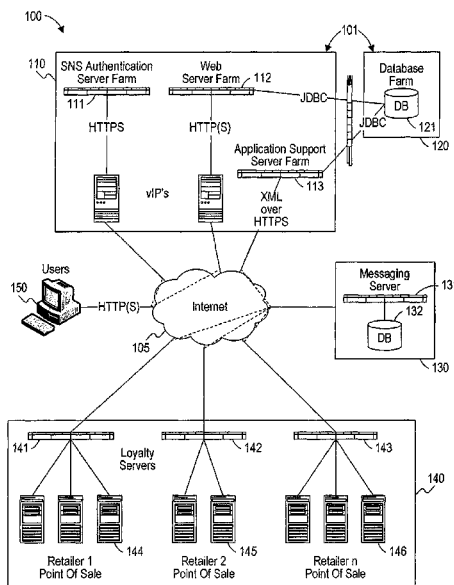 100
101
110
SNS Authentication
Server Farm
111
Web
Server Farm
112
JDBC
Database
Farm
DB
121
120
JDBC
HTTPS
HTTP(S)
Application Support
Server Farm
113
XML
over
HTTPS
vIP's
Users
150
HTTP(S)
Internet
105
Messaging
Server
13
132
DB
130
141
Loyalty
Servers
142
143
140
144
145
146
Retailer 1
Point Of Sale
Retailer 2
Point Of Sale
Retailer n
Point Of Sale